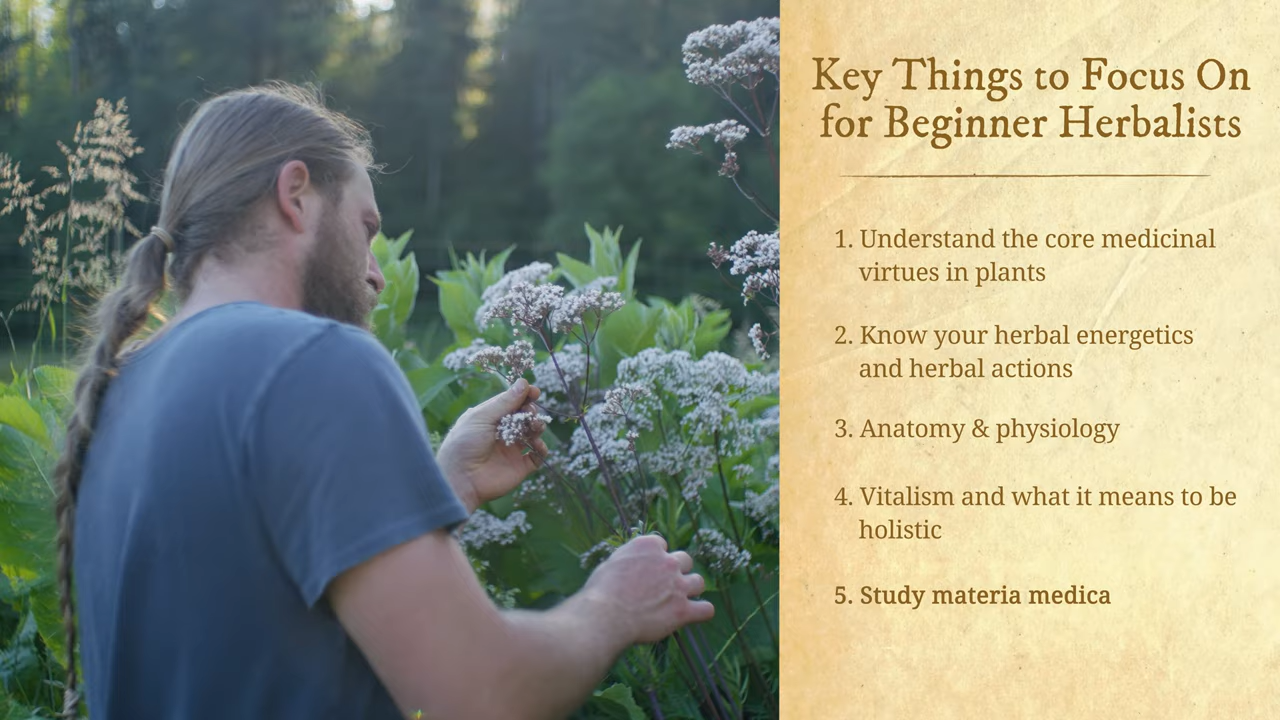 Key Things to Focus On
for Beginner Herbalists
1. Understand the core medicinal
virtues in plants
2. Know your herbal energetics
and herbal actions
3. Anatomy & physiology
4. Vitalism and what it means to be
holistic
5. Study materia medica